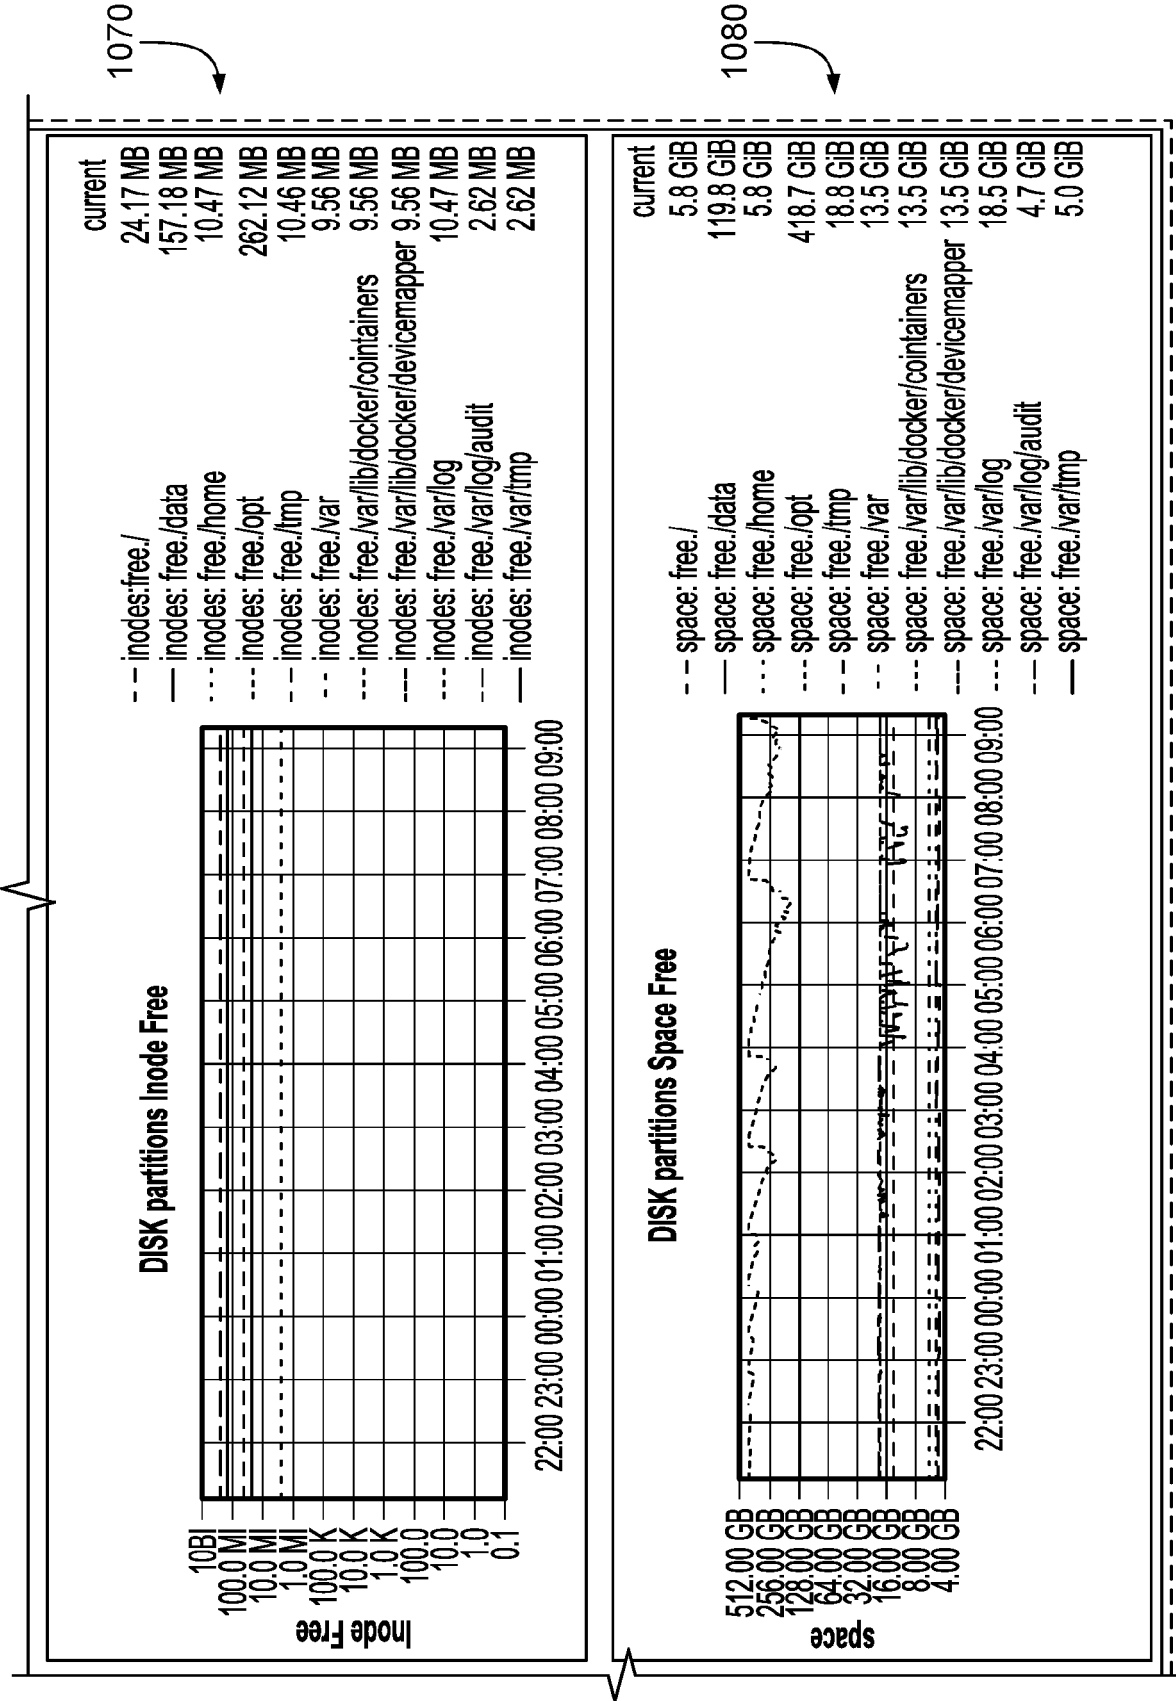 1070
DISK partitions Inode Free
Inode Free
10BI
100.0 MI
10.0 MI
1.0 MI
100.0 K
10.0 K
1.0 K
100.0
10.0
1.0
0.1
22:00 23:00 00:00 01:00 02:00 03:00 04:00 05:00 06:00 07:00 08:00 09:00
current
inodes:free./ 24.17 MB
inodes: free./data 157.18 MB
inodes: free./home 10.47 MB
inodes: free./opt 262.12 MB
inodes: free./tmp 10.46 MB
inodes: free./var 9.56 MB
inodes: free./var/lib/docker/cointainers 9.56 MB
inodes: free./var/lib/docker/devicemapper 9.56 MB
inodes: free./var/log 10.47 MB
inodes: free./var/log/audit 2.62 MB
inodes: free./var/tmp 2.62 MB
1080
DISK partitions Space Free
space
512.00 GB
256.00 GB
128.00 GB
64.00 GB
32.00 GB
16.00 GB
8.00 GB
4.00 GB
22:00 23:00 00:00 01:00 02:00 03:00 04:00 05:00 06:00 07:00 08:00 09:00
current
space: free./ 5.8 GiB
space: free./data 119.8 GiB
space: free./home 5.8 GiB
space: free./opt 418.7 GiB
space: free./tmp 18.8 GiB
space: free./var 13.5 GiB
space: free./var/lib/docker/cointainers 13.5 GiB
space: free./var/lib/docker/devicemapper 13.5 GiB
space: free./var/log 18.5 GiB
space: free./var/log/audit 4.7 GiB
space: free./var/tmp 5.0 GiB